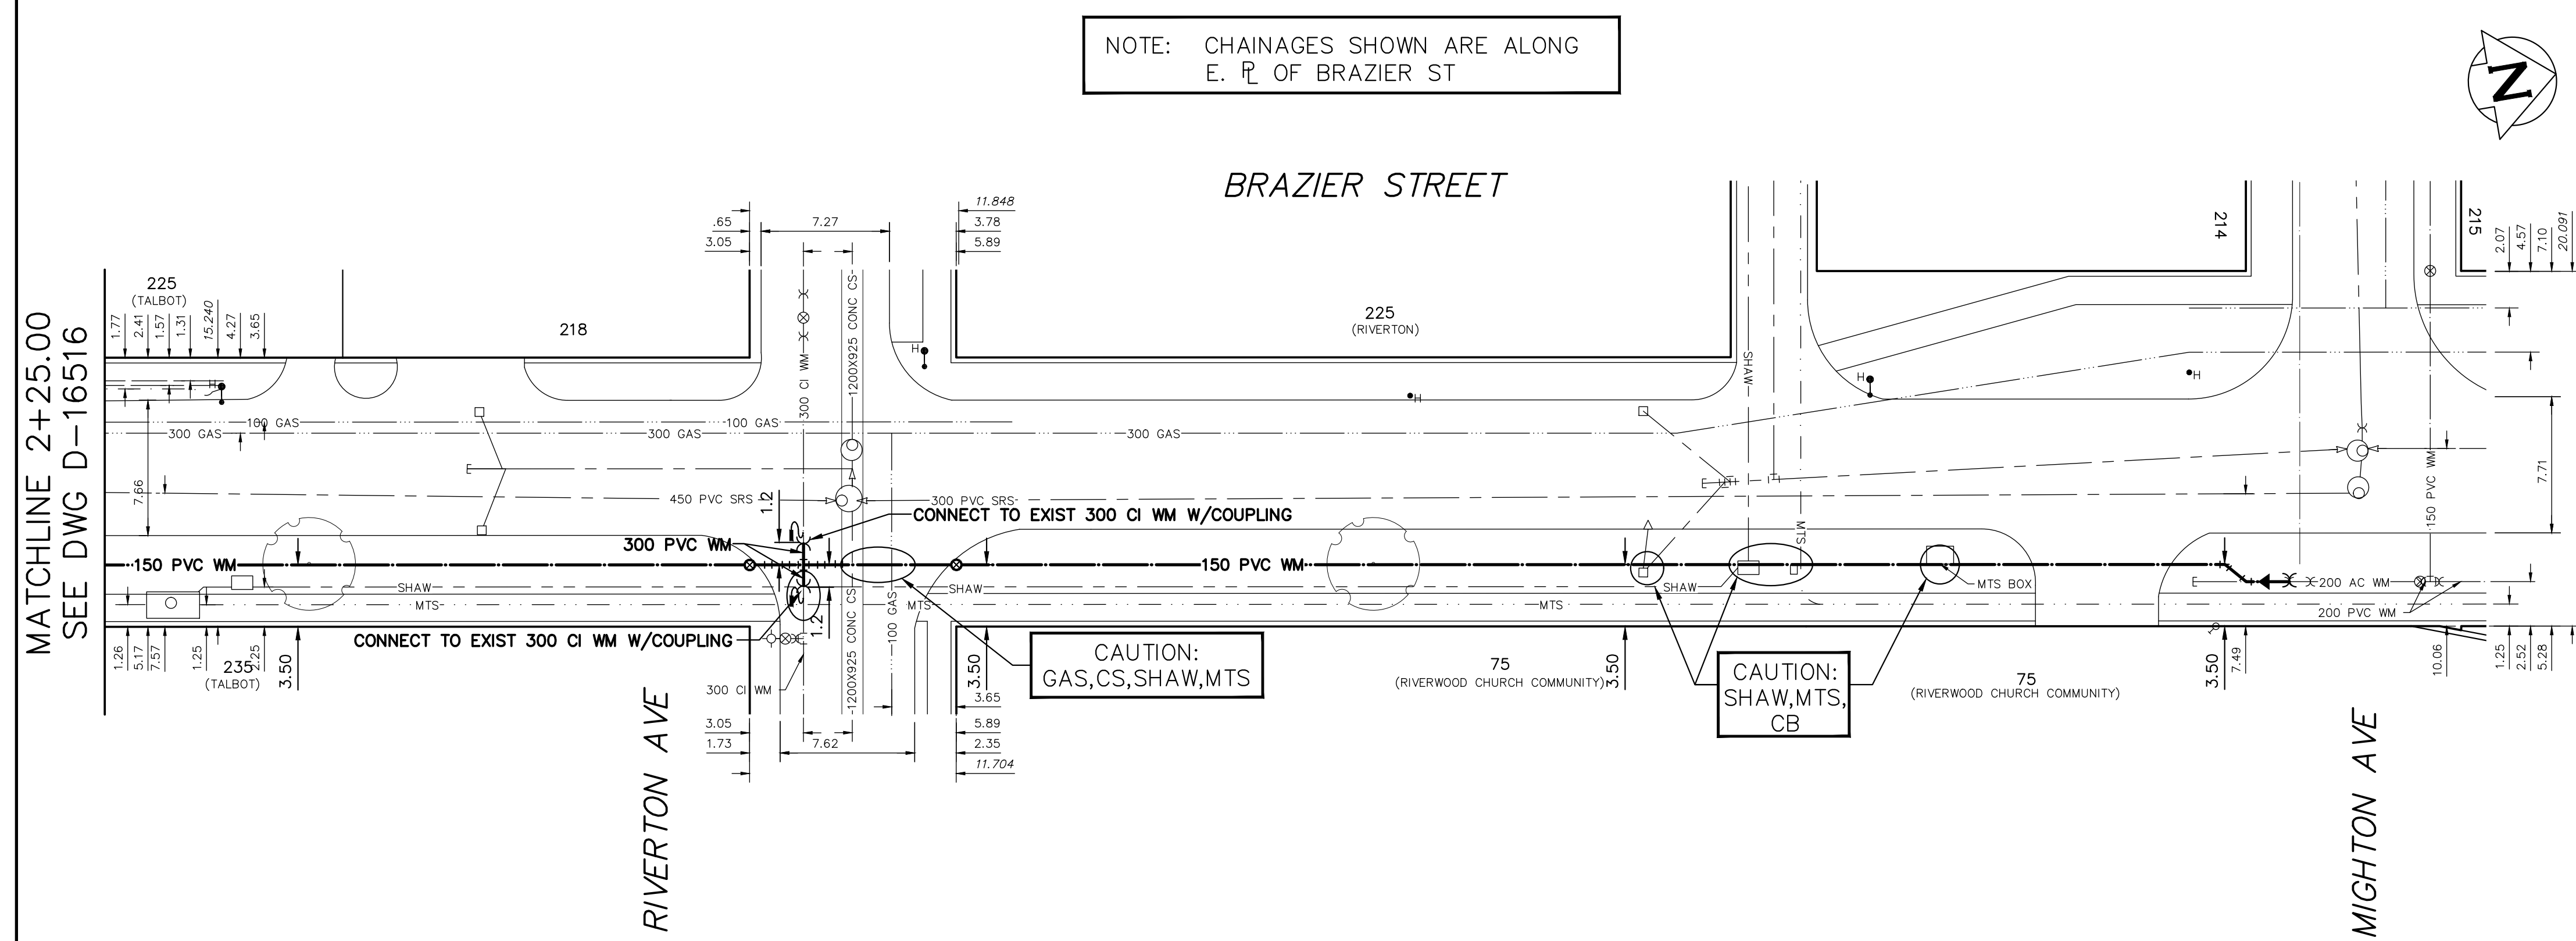 NOTE: CHAINAGES SHOWN ARE ALONG
E. PL OF BRAZIER ST
N
BRAZIER STREET
MATCHLINE 2+25.00
SEE DWG D-16516
225
(TALBOT)
1.77
2.41
1.57
1.31
15.240
4.27
3.65
218
.65
3.05
7.27
11.848
3.78
5.89
225
(RIVERTON)
214
215
2.07
4.57
7.10
20.091
H
H
H
H
H
300 CI WM
1200X925 CONC CS
SHAW
100 GAS
100 GAS
300 GAS
300 GAS
300 GAS
7.66
450 PVC SRS
300 PVC SRS
1.2
CONNECT TO EXIST 300 CI WM W/COUPLING
300 PVC WM
150 PVC WM
150 PVC WM
150 PVC WM
7.71
MTS
SHAW
SHAW
SHAW
MTS
MTS
MTS
MTS BOX
200 AC WM
200 PVC WM
1.2
CONNECT TO EXIST 300 CI WM W/COUPLING
1.26
5.17
7.57
1.25
2.25
235
(TALBOT)
3.50
300 CI WM
1200X925 CONC CS
100 GAS
CAUTION:
GAS,CS,SHAW,MTS
3.50
75
(RIVERWOOD CHURCH COMMUNITY)
3.50
CAUTION:
SHAW,MTS,
CB
75
(RIVERWOOD CHURCH COMMUNITY)
3.50
7.49
10.06
1.25
2.52
5.28
3.05
1.73
7.62
3.65
5.89
2.35
11.704
RIVERTON AVE
MIGHTON AVE